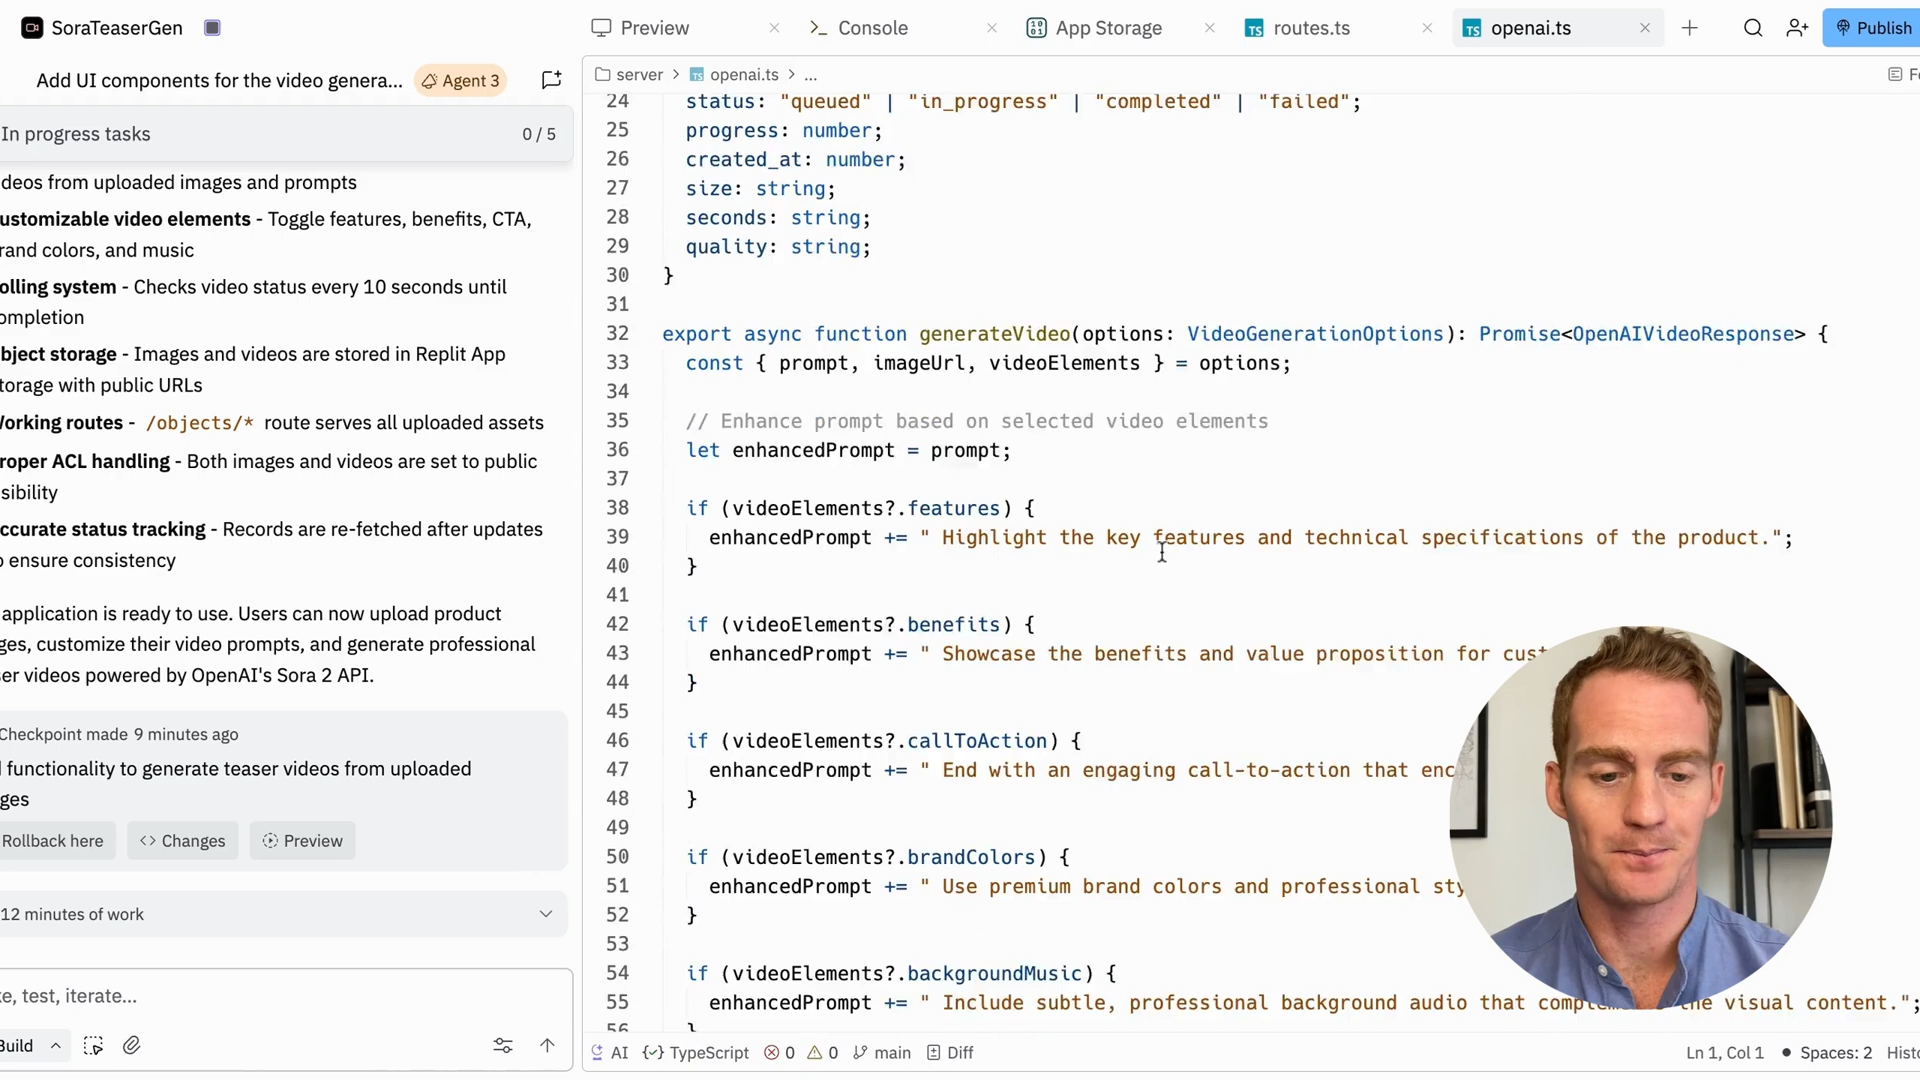 SoraTeaserGen
Preview
Console
App Storage
routes.ts
openai.ts
Publish
Add UI components for the video genera...
Agent 3
server > openai.ts > ...
In progress tasks
0 / 5
deos from uploaded images and prompts
ustomizable video elements - Toggle features, benefits, CTA,
rand colors, and music
olling system - Checks video status every 10 seconds until
ompletion
bject storage - Images and videos are stored in Replit App
torage with public URLs
orking routes - /objects/* route serves all uploaded assets
roper ACL handling - Both images and videos are set to public
sibility
ccurate status tracking - Records are re-fetched after updates
o ensure consistency
application is ready to use. Users can now upload product
ges, customize their video prompts, and generate professional
er videos powered by OpenAI's Sora 2 API.
Checkpoint made 9 minutes ago
functionality to generate teaser videos from uploaded
ges
Rollback here
Changes
Preview
12 minutes of work
e, test, iterate...
Build
24 status: "queued" | "in_progress" | "completed" | "failed";
25 progress: number;
26 created_at: number;
27 size: string;
28 seconds: string;
29 quality: string;
30 }
31
32 export async function generateVideo(options: VideoGenerationOptions): Promise<OpenAIVideoResponse> {
33 const { prompt, imageUrl, videoElements } = options;
34
35 // Enhance prompt based on selected video elements
36 let enhancedPrompt = prompt;
37
38 if (videoElements?.features) {
39 enhancedPrompt += " Highlight the key features and technical specifications of the product.";
40 }
41
42 if (videoElements?.benefits) {
43 enhancedPrompt += " Showcase the benefits and value proposition for cust
44 }
45
46 if (videoElements?.callToAction) {
47 enhancedPrompt += " End with an engaging call-to-action that enc
48 }
49
50 if (videoElements?.brandColors) {
51 enhancedPrompt += " Use premium brand colors and professional sty
52 }
53
54 if (videoElements?.backgroundMusic) {
55 enhancedPrompt += " Include subtle, professional background audio that comp the visual content.";
56 }
AI
TypeScript
0
0
main
Diff
Ln 1, Col 1
Spaces: 2
Histo